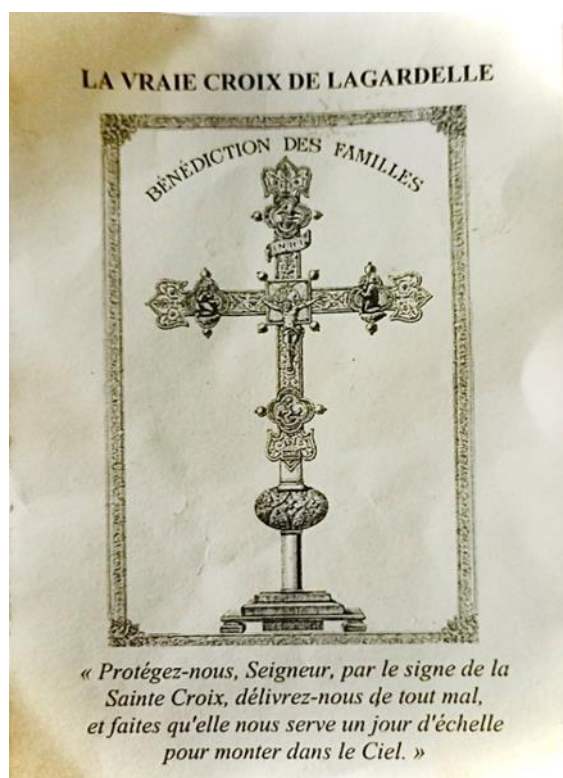 LA VRAIE CROIX DE LAGARDELLE
BÉNÉDICTION DES FAMILLES
« Protégez-nous, Seigneur, par le signe de la
Sainte Croix, délivrez-nous de tout mal,
et faites qu'elle nous serve un jour d'échelle
pour monter dans le Ciel. »